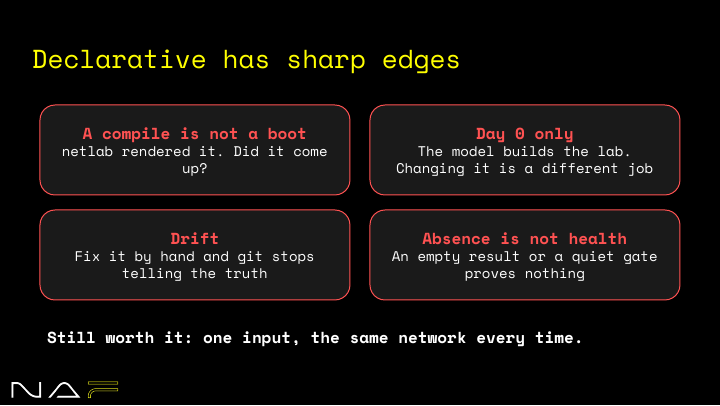 Declarative has sharp edges
A compile is not a boot
netlab rendered it. Did it come
up?
Day 0 only
The model builds the lab.
Changing it is a different job
Drift
Fix it by hand and git stops
telling the truth
Absence is not health
An empty result or a quiet gate
proves nothing
Still worth it: one input, the same network every time.
NAF